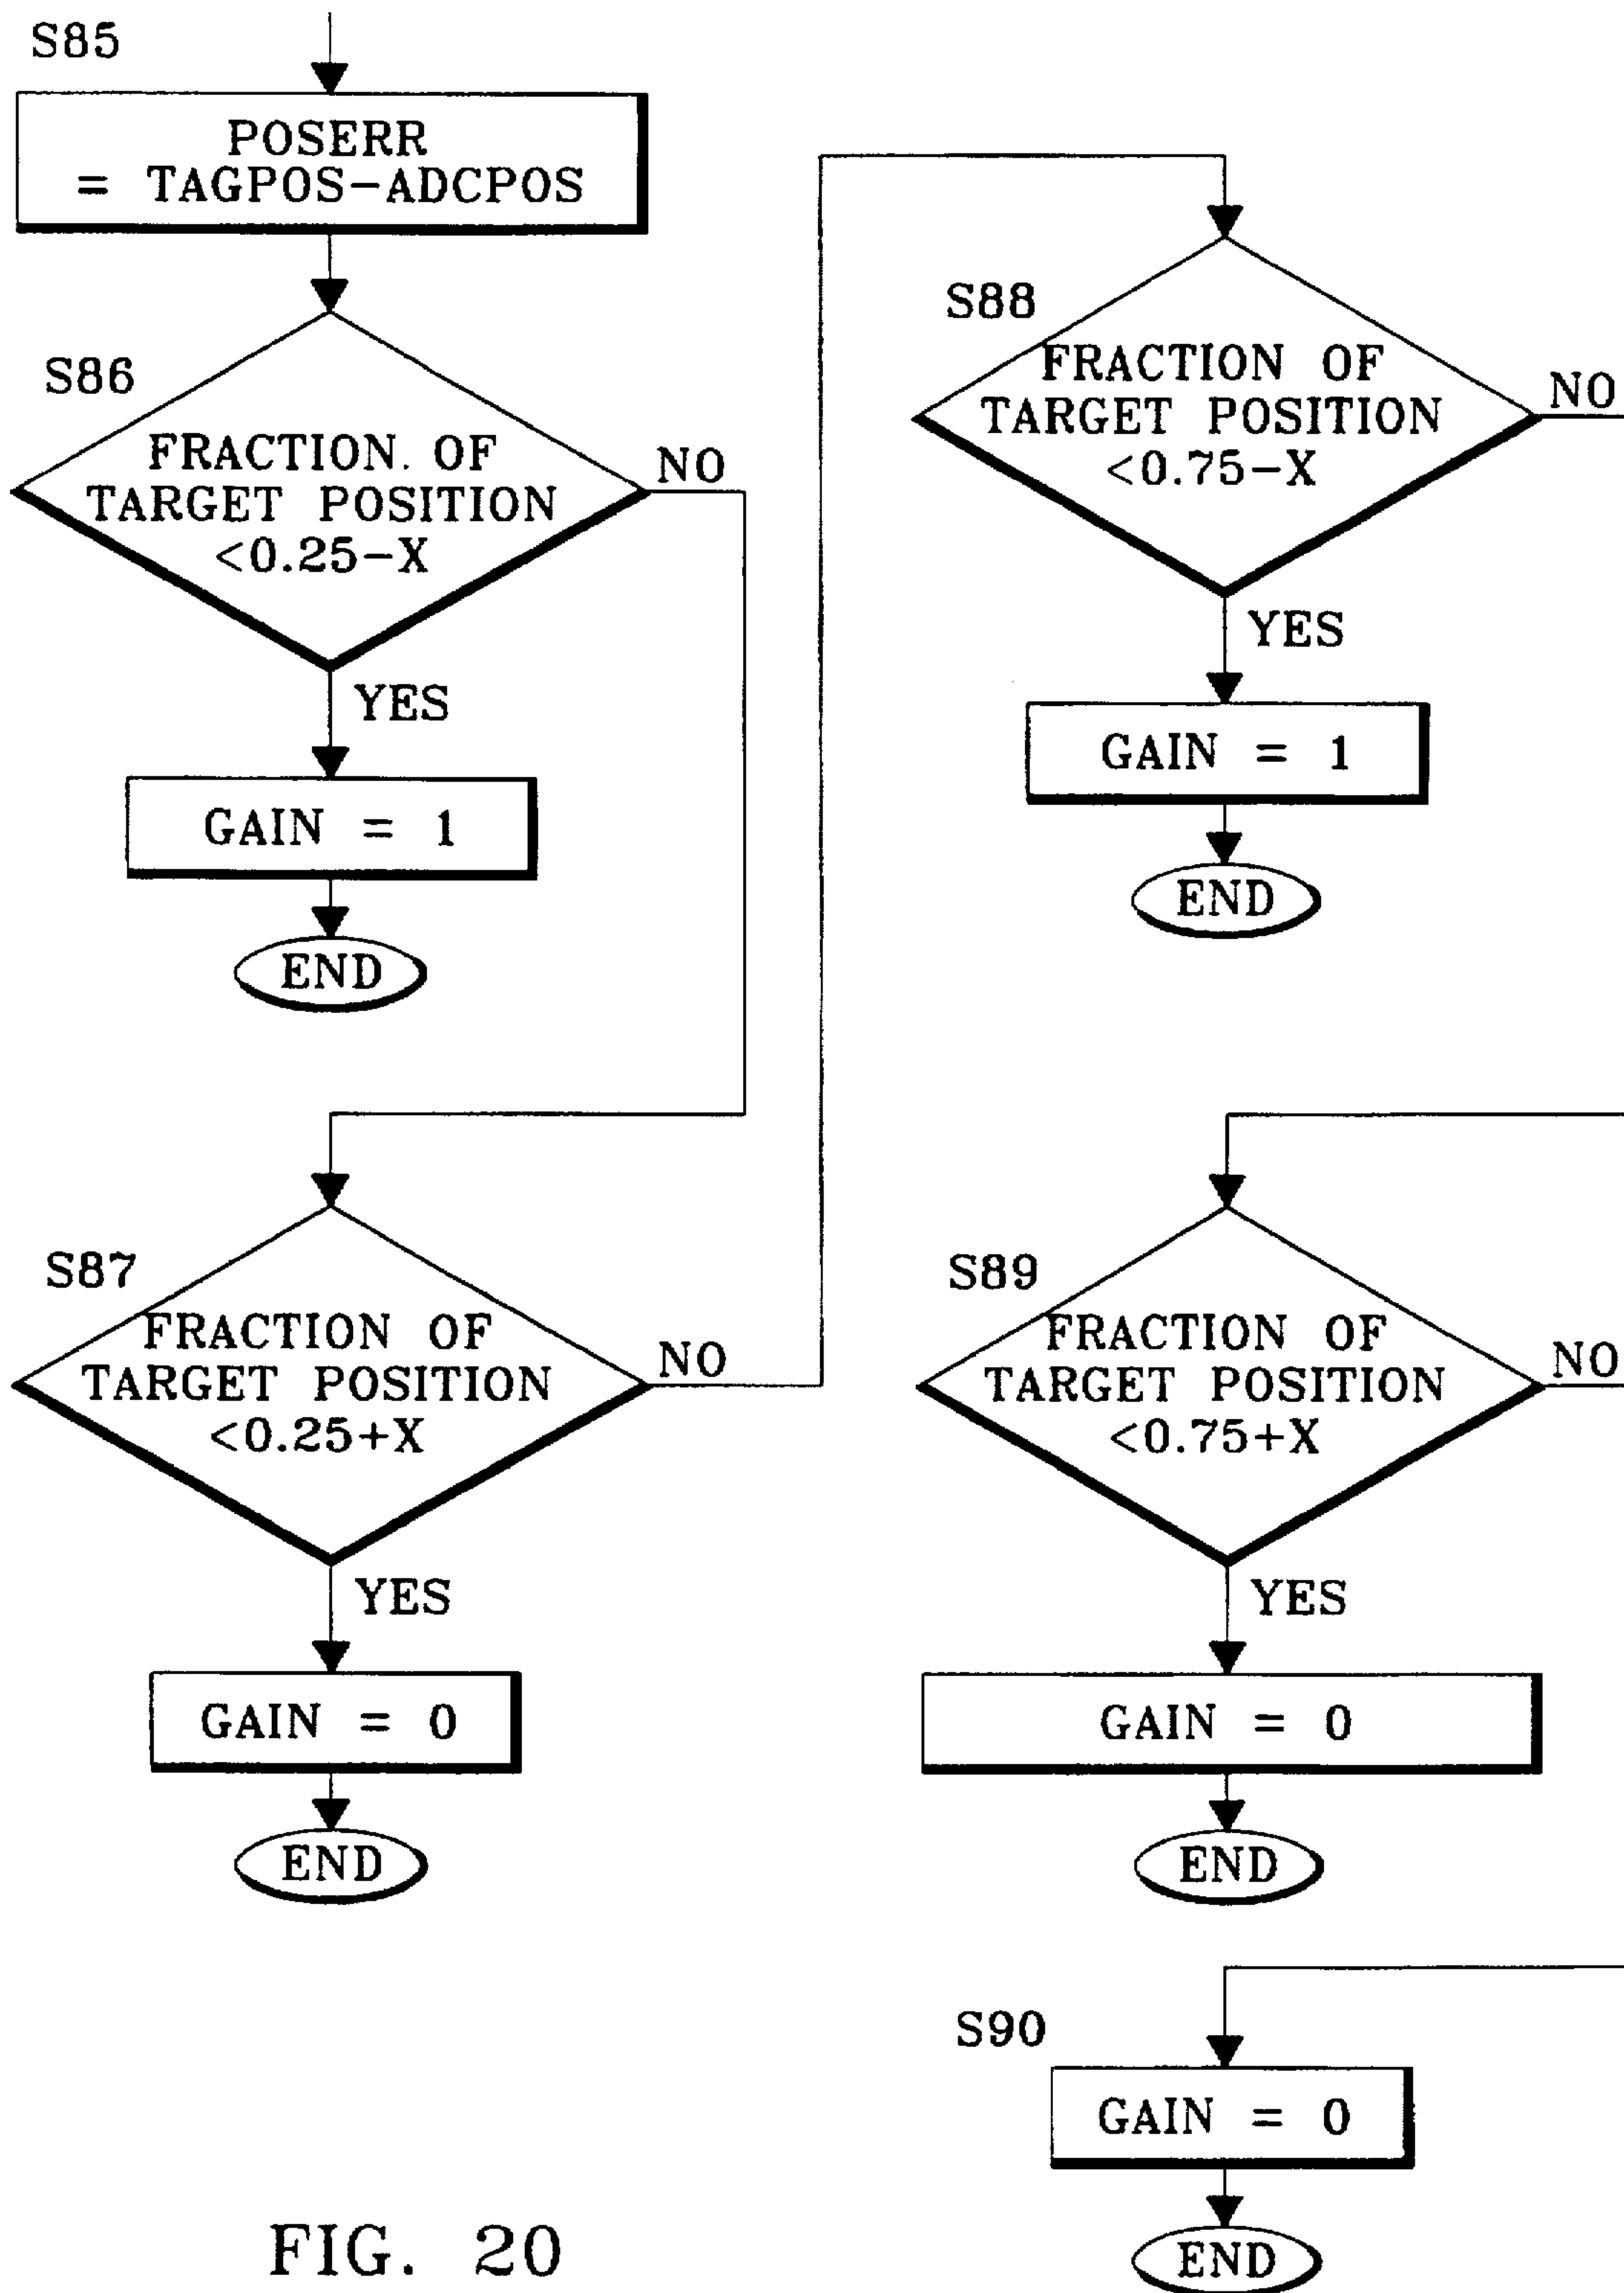 S85
POSERR
= TAGPOS-ADCPOS
S86
FRACTION. OF
TARGET POSITION
<0.25-X
NO
YES
GAIN = 1
END
S87
FRACTION OF
TARGET POSITION
<0.25+X
NO
YES
GAIN = 0
END
S88
FRACTION OF
TARGET POSITION
<0.75-X
NO
YES
GAIN = 1
END
S89
FRACTION OF
TARGET POSITION
<0.75+X
NO
YES
GAIN = 0
END
S90
GAIN = 0
END
FIG. 20